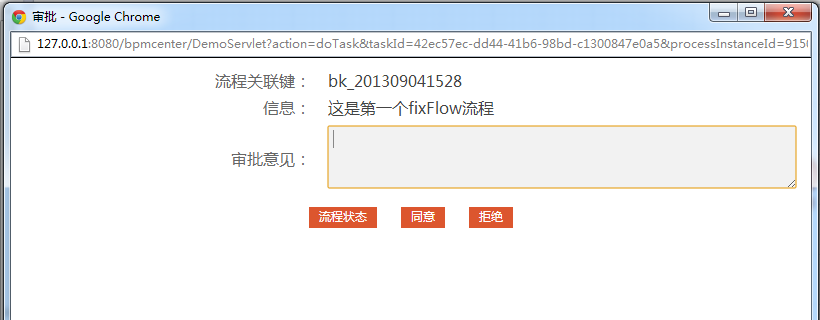 审批 - Google Chrome
127.0.0.1:8080/bpmcenter/DemoServlet?action=doTask&taskId=42ec57ec-dd44-41b6-98bd-c1300847e0a5&processInstanceId=9150
流程关联键： bk_201309041528
信息： 这是第一个fixFlow流程
审批意见：
流程状态 同意 拒绝